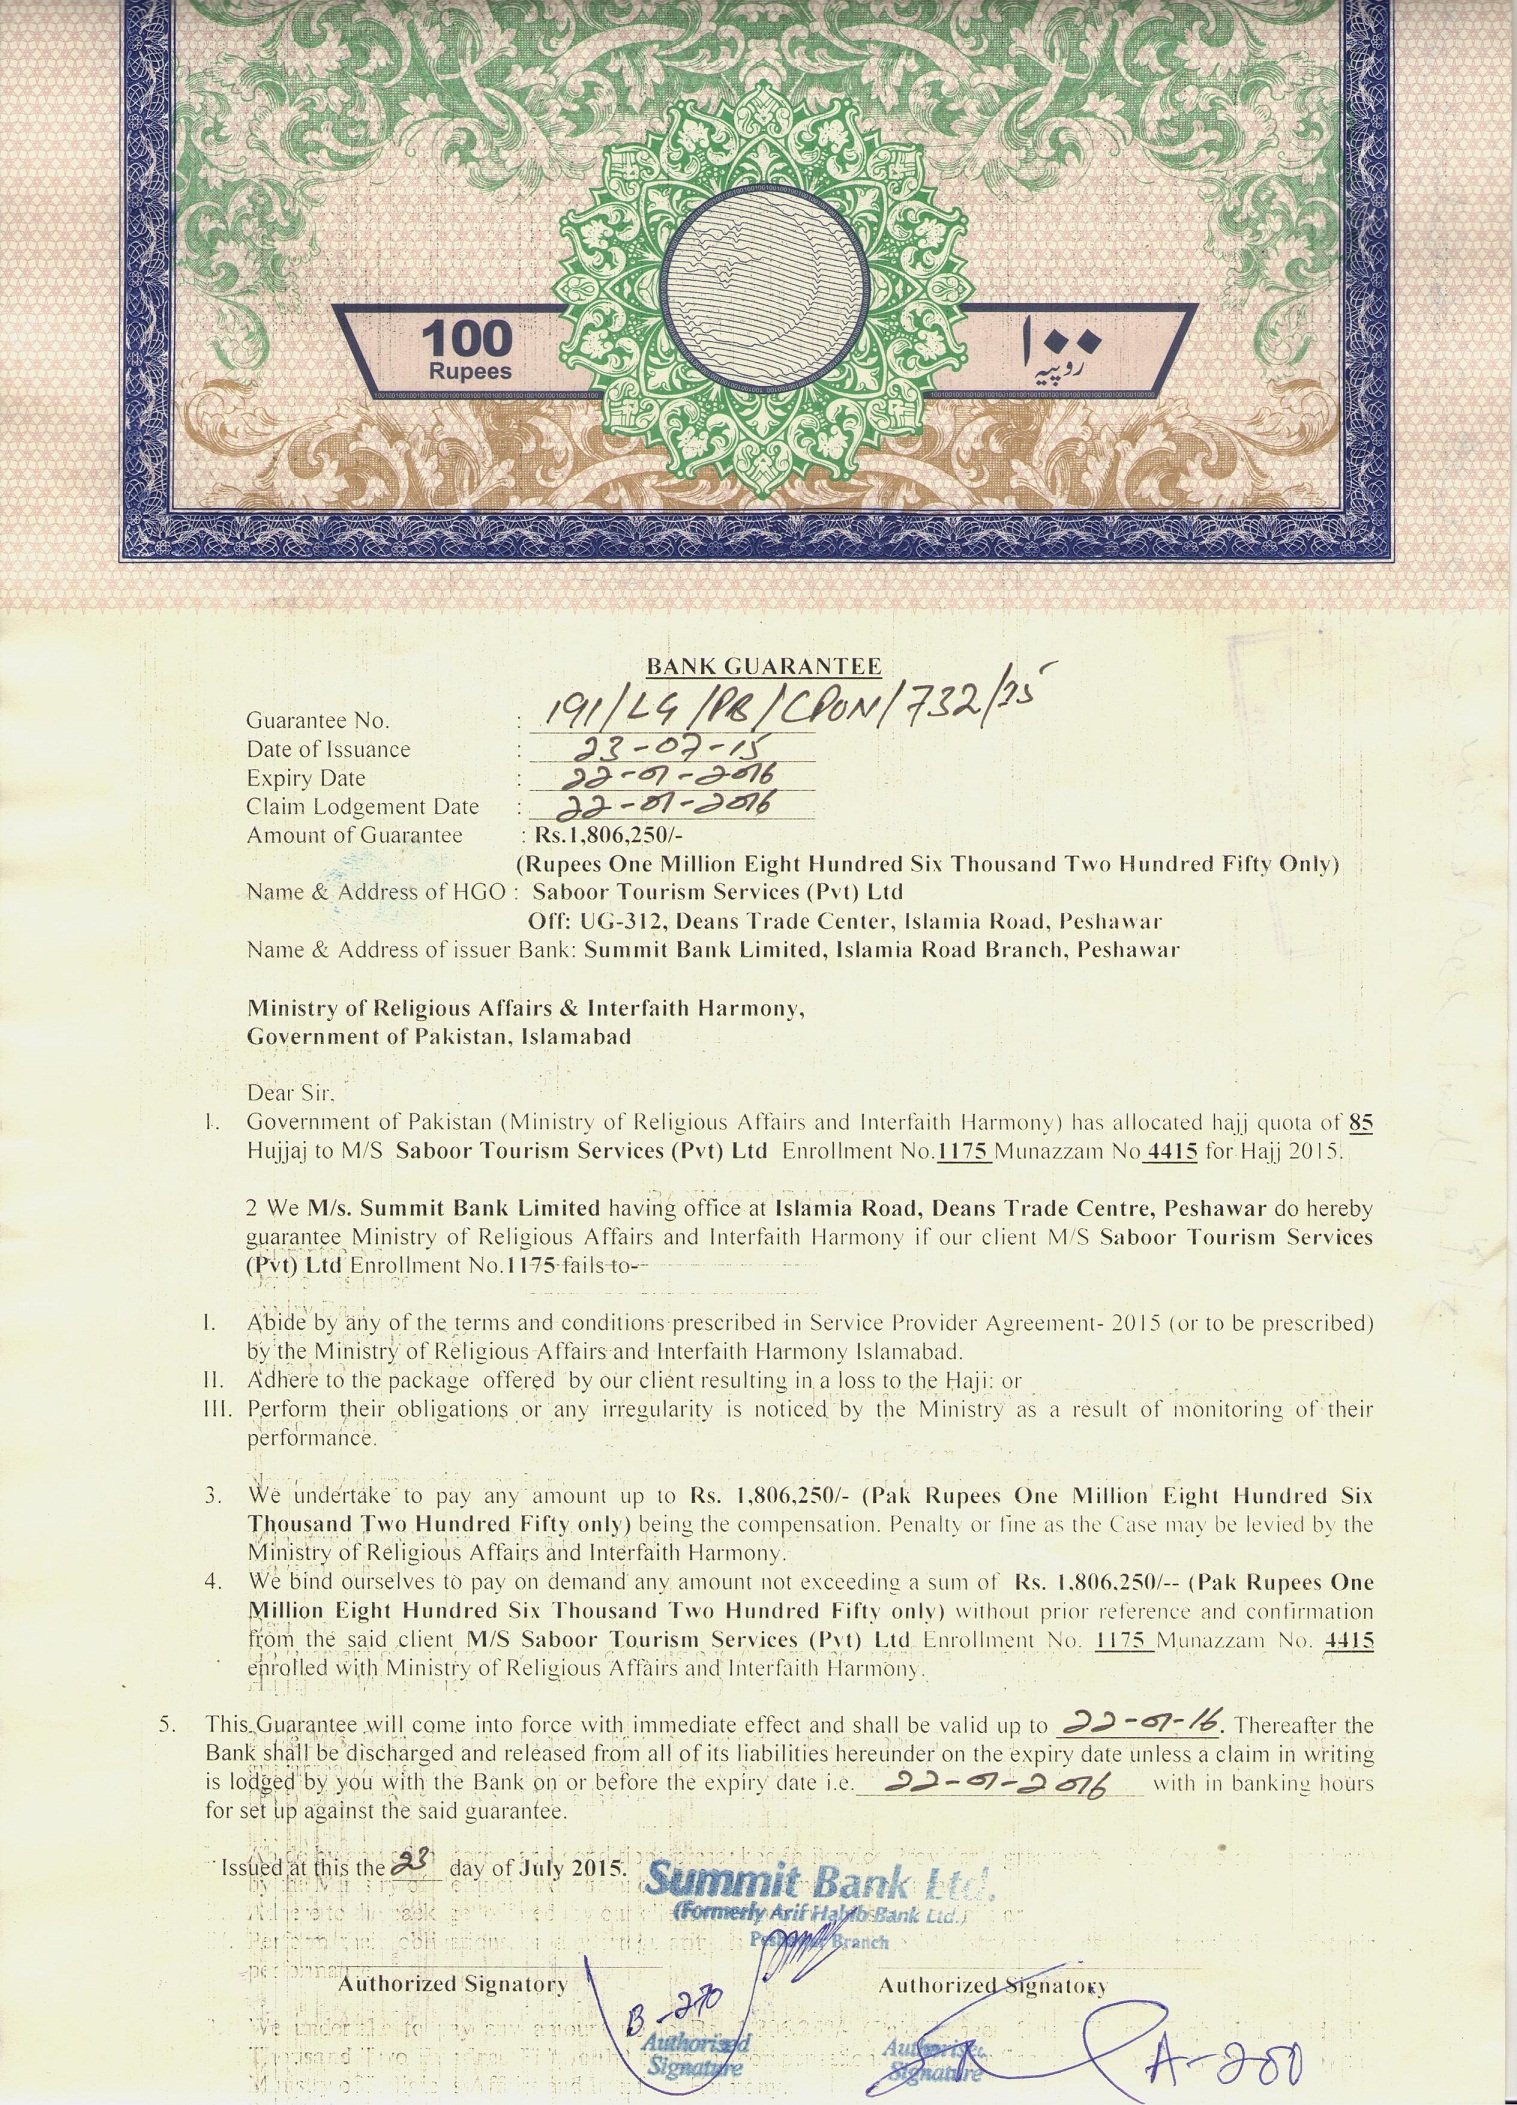 100
Rupees
۱۰۰
روپیہ
BANK GUARANTEE
Guarantee No. : 191/LG/PB/CPON/732/15
Date of Issuance : 23-07-15
Expiry Date : 22-01-2016
Claim Lodgement Date : 22-01-2016
Amount of Guarantee : Rs.1,806,250/-
(Rupees One Million Eight Hundred Six Thousand Two Hundred Fifty Only)
Name & Address of HGO : Saboor Tourism Services (Pvt) Ltd
Off: UG-312, Deans Trade Center, Islamia Road, Peshawar
Name & Address of issuer Bank: Summit Bank Limited, Islamia Road Branch, Peshawar
Ministry of Religious Affairs & Interfaith Harmony,
Government of Pakistan, Islamabad
Dear Sir,
1. Government of Pakistan (Ministry of Religious Affairs and Interfaith Harmony) has allocated hajj quota of 85
Hujjaj to M/S Saboor Tourism Services (Pvt) Ltd Enrollment No.1175 Munazzam No 4415 for Hajj 2015.
2 We M/s. Summit Bank Limited having office at Islamia Road, Deans Trade Centre, Peshawar do hereby
guarantee Ministry of Religious Affairs and Interfaith Harmony if our client M/S Saboor Tourism Services
(Pvt) Ltd Enrollment No.1175 fails to--
I. Abide by any of the terms and conditions prescribed in Service Provider Agreement- 2015 (or to be prescribed)
by the Ministry of Religious Affairs and Interfaith Harmony Islamabad.
II. Adhere to the package offered by our client resulting in a loss to the Haji: or
III. Perform their obligations or any irregularity is noticed by the Ministry as a result of monitoring of their
performance.
3. We undertake to pay any amount up to Rs. 1,806,250/- (Pak Rupees One Million Eight Hundred Six
Thousand Two Hundred Fifty only) being the compensation. Penalty or fine as the Case may be levied by the
Ministry of Religious Affairs and Interfaith Harmony.
4. We bind ourselves to pay on demand any amount not exceeding a sum of Rs. 1,806,250/-- (Pak Rupees One
Million Eight Hundred Six Thousand Two Hundred Fifty only) without prior reference and confirmation
from the said client M/S Saboor Tourism Services (Pvt) Ltd Enrollment No. 1175 Munazzam No. 4415
enrolled with Ministry of Religious Affairs and Interfaith Harmony.
5. This Guarantee will come into force with immediate effect and shall be valid up to 22-01-16. Thereafter the
Bank shall be discharged and released from all of its liabilities hereunder on the expiry date unless a claim in writing
is lodged by you with the Bank on or before the expiry date i.e. 22-01-2016 with in banking hours
for set up against the said guarantee.
Issued at this the 23 day of July 2015.
Summit Bank Ltd.
(Formerly Arif Habib Bank Ltd.)
Peshawar Branch
Authorized Signatory Authorized Signatory
B-270
Authorised
Signature
Authorised
Signature
A-200